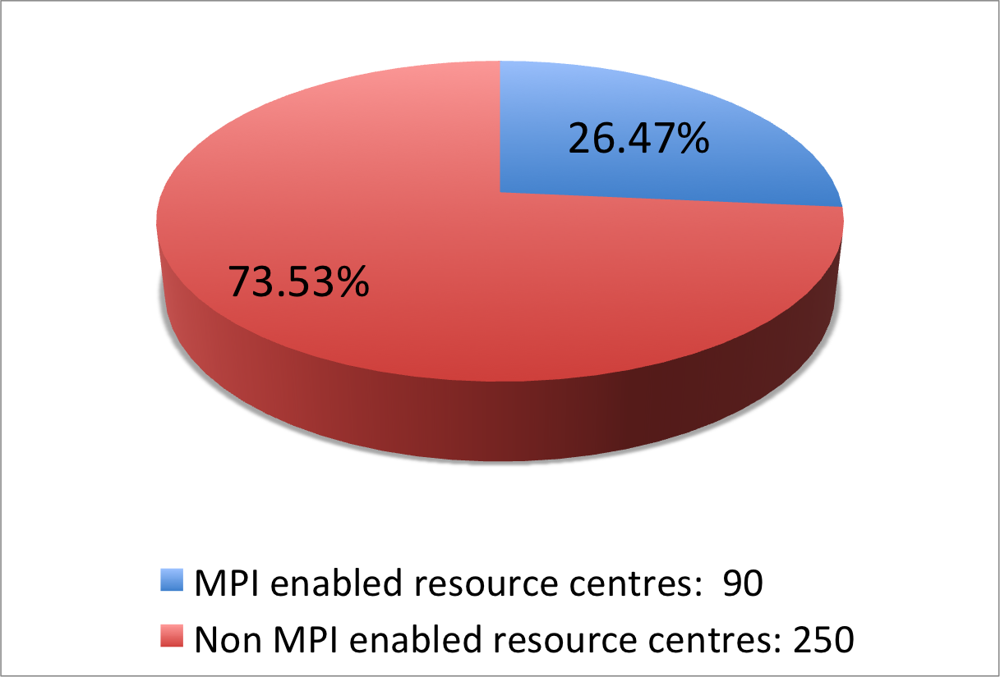 26.47%
73.53%
MPI enabled resource centres:  90
Non MPI enabled resource centres: 250